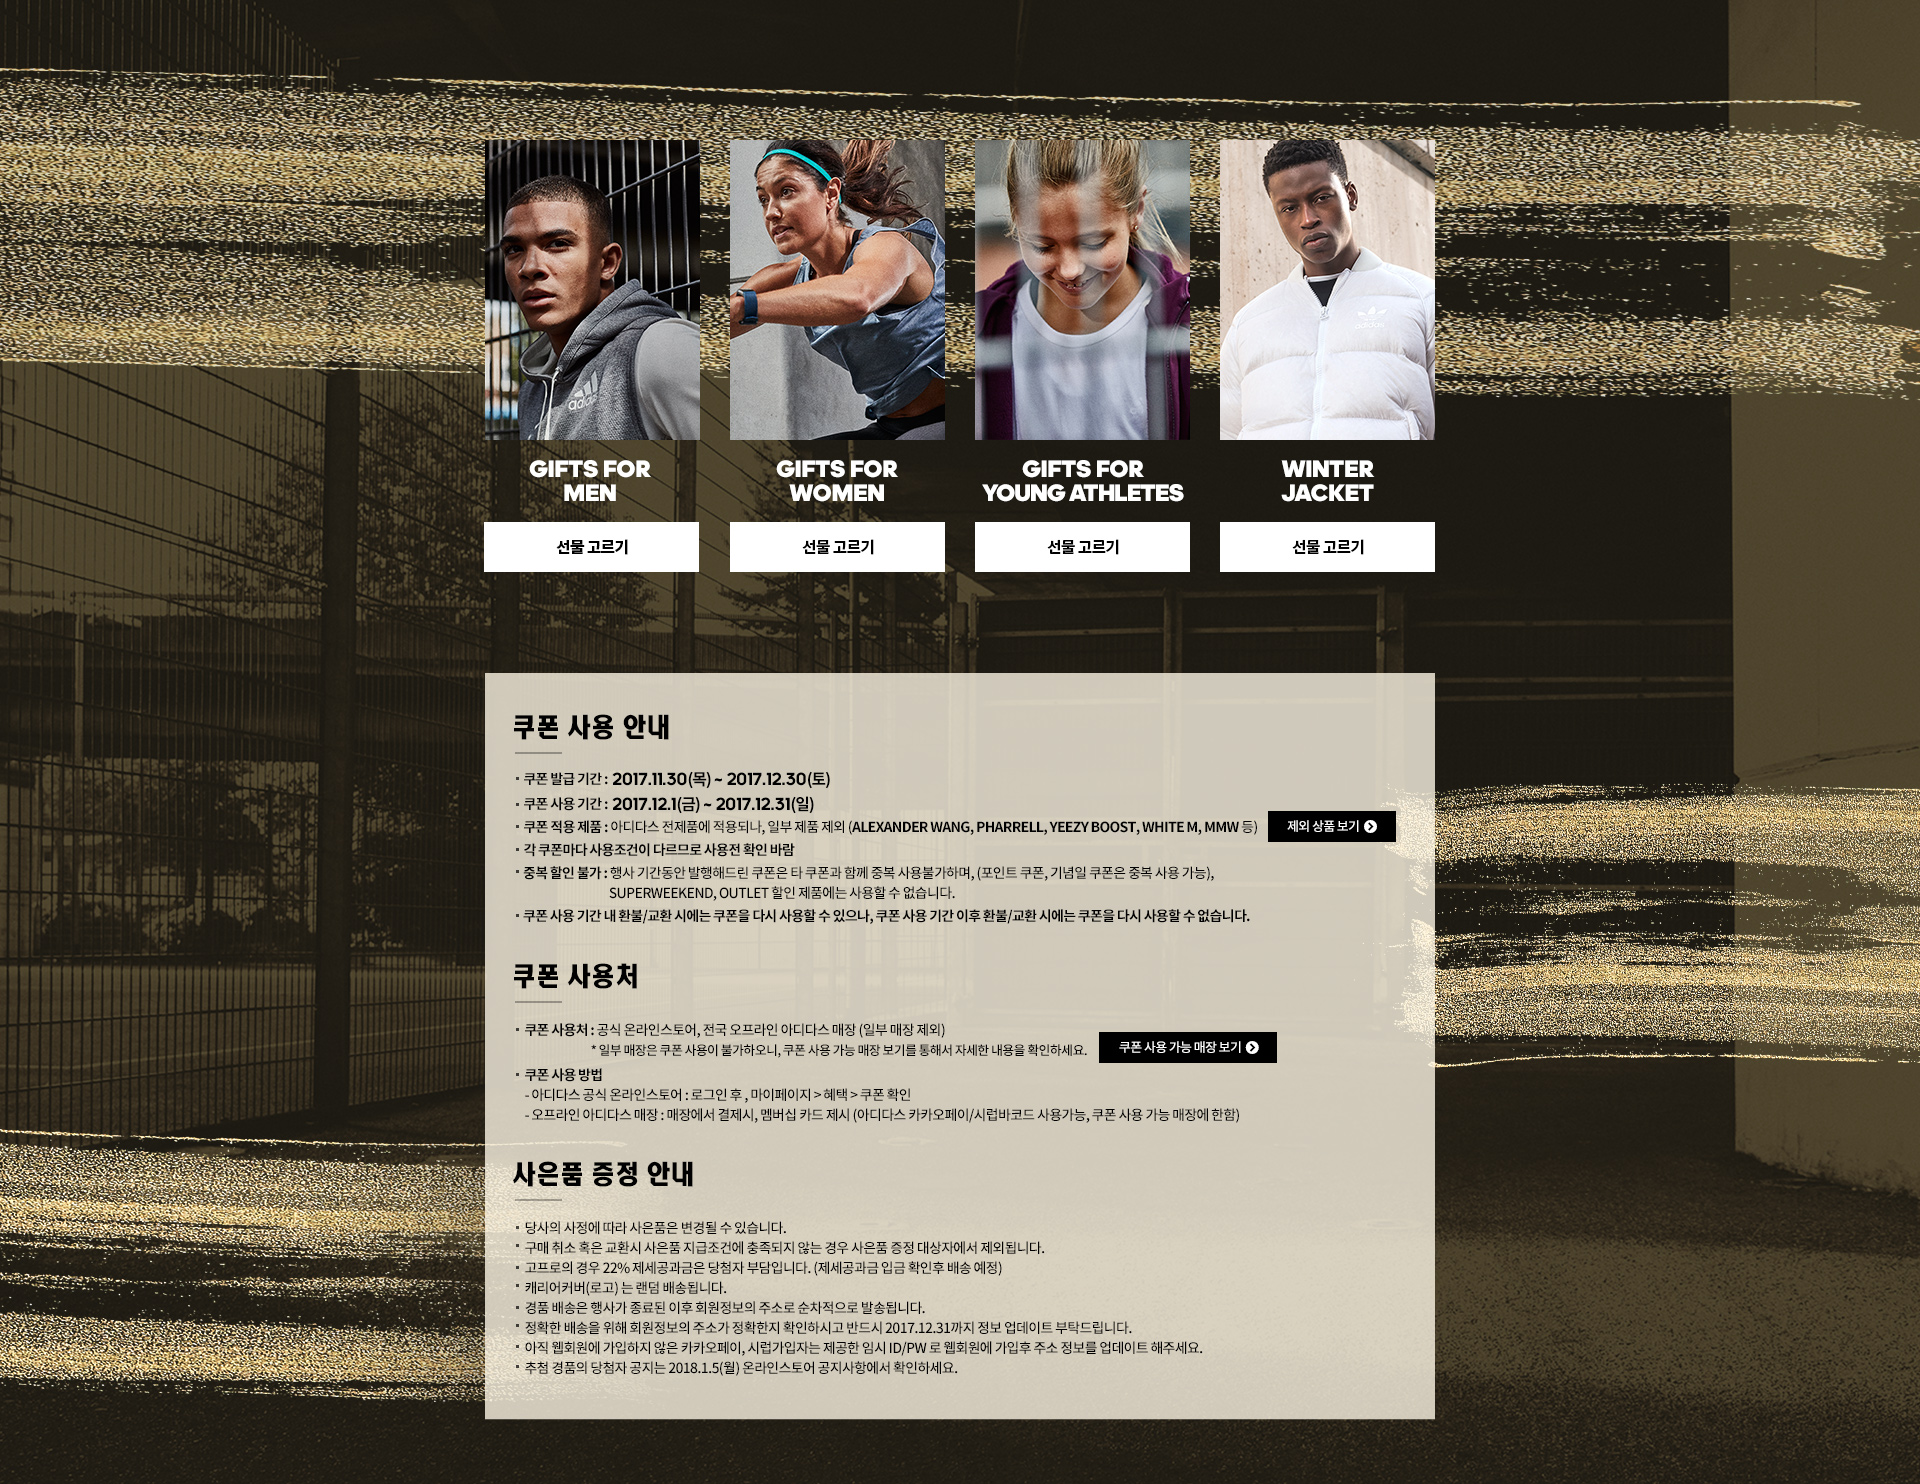 adidas
adidas
GIFTS FOR
MEN
GIFTS FOR
WOMEN
GIFTS FOR
YOUNG ATHLETES
WINTER
JACKET
선물 고르기
선물 고르기
선물 고르기
선물 고르기
쿠폰 사용 안내
· 쿠폰 발급 기간 : 2017.11.30(목) ~ 2017.12.30(토)
· 쿠폰 사용 기간 : 2017.12.1(금) ~ 2017.12.31(일)
· 쿠폰 적용 제품 : 아디다스 전제품에 적용되나, 일부 제품 제외 (ALEXANDER WANG, PHARRELL, YEEZY BOOST, WHITE M, MMW 등) 제외 상품 보기
· 각 쿠폰마다 사용조건이 다르므로 사용전 확인 바람
· 중복 할인 불가 : 행사 기간동안 발행해드린 쿠폰은 타 쿠폰과 함께 중복 사용불가하며, (포인트 쿠폰, 기념일 쿠폰은 중복 사용 가능),
SUPERWEEKEND, OUTLET 할인 제품에는 사용할 수 없습니다.
· 쿠폰 사용 기간 내 환불/교환 시에는 쿠폰을 다시 사용할 수 있으나, 쿠폰 사용 기간 이후 환불/교환 시에는 쿠폰을 다시 사용할 수 없습니다.
쿠폰 사용처
· 쿠폰 사용처 : 공식 온라인스토어, 전국 오프라인 아디다스 매장 (일부 매장 제외)
* 일부 매장은 쿠폰 사용이 불가하오니, 쿠폰 사용 가능 매장 보기를 통해서 자세한 내용을 확인하세요. 쿠폰 사용 가능 매장 보기
· 쿠폰 사용 방법
- 아디다스 공식 온라인스토어 : 로그인 후 , 마이페이지 > 혜택 > 쿠폰 확인
- 오프라인 아디다스 매장 : 매장에서 결제시, 멤버십 카드 제시 (아디다스 카카오페이/시럽바코드 사용가능, 쿠폰 사용 가능 매장에 한함)
사은품 증정 안내
· 당사의 사정에 따라 사은품은 변경될 수 있습니다.
· 구매 취소 혹은 교환시 사은품 지급조건에 충족되지 않는 경우 사은품 증정 대상자에서 제외됩니다.
· 고프로의 경우 22% 제세공과금은 당첨자 부담입니다. (제세공과금 입금 확인후 배송 예정)
· 캐리어커버(로고) 는 랜덤 배송됩니다.
· 경품 배송은 행사가 종료된 이후 회원정보의 주소로 순차적으로 발송됩니다.
· 정확한 배송을 위해 회원정보의 주소가 정확한지 확인하시고 반드시 2017.12.31까지 정보 업데이트 부탁드립니다.
· 아직 웹회원에 가입하지 않은 카카오페이, 시럽가입자는 제공한 임시 ID/PW 로 웹회원에 가입후 주소 정보를 업데이트 해주세요.
· 추첨 경품의 당첨자 공지는 2018.1.5(월) 온라인스토어 공지사항에서 확인하세요.